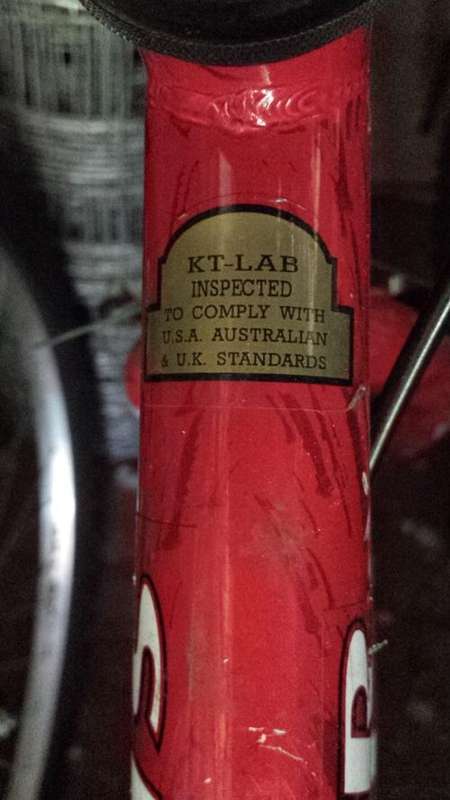 KT-LAB
INSPECTED
TO COMPLY WITH
U.S.A. AUSTRALIAN
& U.K. STANDARDS